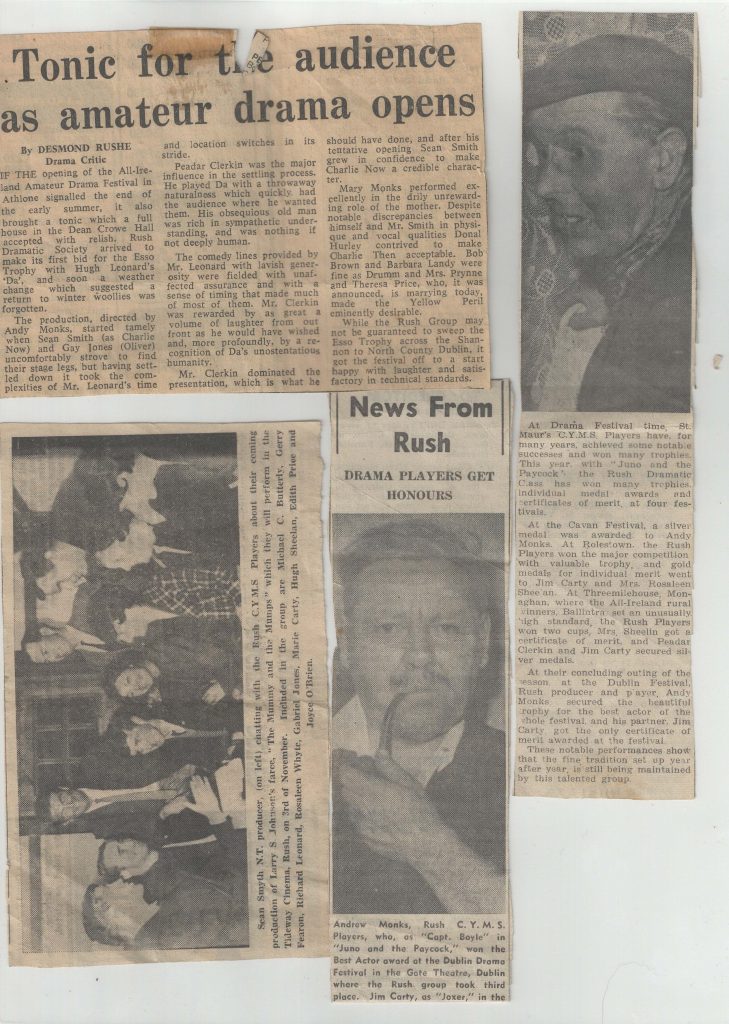 Tonic for the audience
as amateur drama opens
By DESMOND RUSHE
Drama Critic
IF THE opening of the All-Ire-
land Amateur Drama Festival in
Athlone signalled the end of
the early summer, it also
brought a tonic which a full
house in the Dean Crowe Hall
accepted with relish. Rush
Dramatic Society arrived to
make its first bid for the Esso
Trophy with Hugh Leonard's
'Da', and soon a weather
change which suggested a
return to winter woollies was
forgotten.
The production, directed by
Andy Monks, started tamely
when Sean Smith (as Charlie
Now) and Gay Jones (Oliver)
uncomfortably strove to find
their stage legs, but having set-
tled down it took the com-
plexities of Mr. Leonard's time
and location switches in its
stride.
Peadar Clerkin was the major
influence in the settling process.
He played Da with a throwaway
naturalness which quickly had
the audience where he wanted
them. His obsequious old man
was rich in sympathetic under-
standing, and was nothing if
not deeply human.
The comedy lines provided by
Mr. Leonard with lavish gener-
osity were fielded with unaf-
fected assurance and with a
sense of timing that made much
of most of them. Mr. Clerkin
was rewarded by as great a
volume of laughter from out
front as he would have wished
and, more profoundly, by a re-
cognition of Da's unostentatious
humanity.
Mr. Clerkin dominated the
presentation, which is what he
should have done, and after his
tentative opening Sean Smith
grew in confidence to make
Charlie Now a credible charac-
ter.
Mary Monks performed ex-
cellently in the drily unreward-
ing role of the mother. Despite
notable discrepancies between
himself and Mr. Smith in physi-
que and vocal qualities Donal
Hurley contrived to make
Charlie Then acceptable. Bob
Brown and Barbara Landy were
fine as Drumm and Mrs. Prynne
and Theresa Price, who, it was
announced, is marrying today,
made the Yellow Peril
eminently desirable.
While the Rush Group may
not be guaranteed to sweep the
Esso Trophy across the Shan-
non to North County Dublin, it
got the festival off to a start
happy with laughter and satis-
factory in technical standards.
At Drama Festival time, St.
Maur's C.Y.M.S. Players have, for
many years, achieved some notable
successes and won many trophies.
This year, with "Juno and the
Paycock" the Rush Dramatic
Class has won many trophies,
individual medal awards and
certificates of merit, at four fes-
tivals.
At the Cavan Festival, a silver
medal was awarded to Andy
Monks. At Rolestown, the Rush
Players won the major competition
with valuable trophy, and gold
medals for individual merit went
to Jim Carty and Mrs. Rosaleen
Sheelan. At Threemilehouse, Mon-
aghan, where the All-Ireland rural
winners, Ballintra, set an unusually
high standard, the Rush Players
won two cups, Mrs. Sheelin got a
certificate of merit, and Peadar
Clerkin and Jim Carty secured sil-
ver medals.
At their concluding outing of the
season, at the Dublin Festival,
Rush producer and player, Andy
Monks secured the beautiful
trophy for the best actor of the
whole festival, and his partner, Jim
Carty, got the only certificate of
merit awarded at the festival.
These notable performances show
that the fine tradition set up year
after year, is still being maintained
by this talented group.
Sean Smyth N.T. producer, (on left) chatting with the Rush C.Y.M.S Players about their coming
production of Larry S Johnson's farce, "The Mummy and the Mumps" which they will perform in the
Tideway Cinema, Rush, on 3rd of November. Included in the group are Michael C. Butterly, Gerry
Fearon, Richard Leonard, Rosaleen Whyte, Gabriel Jones, Marie Carty, Hugh Sheelan, Edith Price and
Joyce O'Brien.
News From
Rush
DRAMA PLAYERS GET
HONOURS
Andrew Monks, Rush C.Y.M.S.
Players, who, as "Capt. Boyle" in
"Juno and the Paycock," won the
Best Actor award at the Dublin Drama
Festival in the Gate Theatre, Dublin
where the Rush group took third
place. Jim Carty, as "Joxer," in the